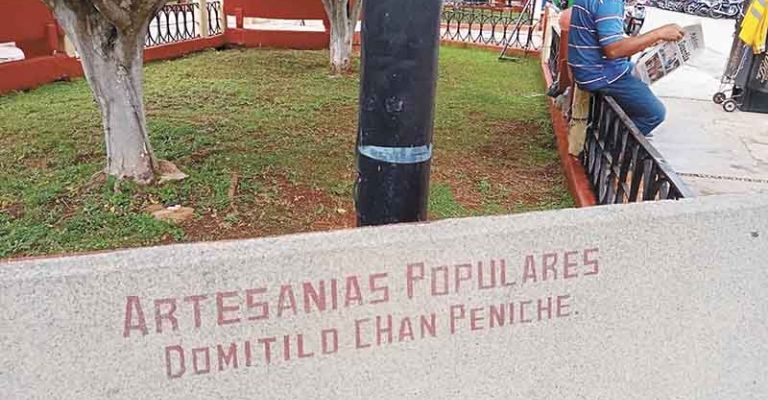 ARTESANIAS POPULARES
DOMITILO CHAN PENICHE.